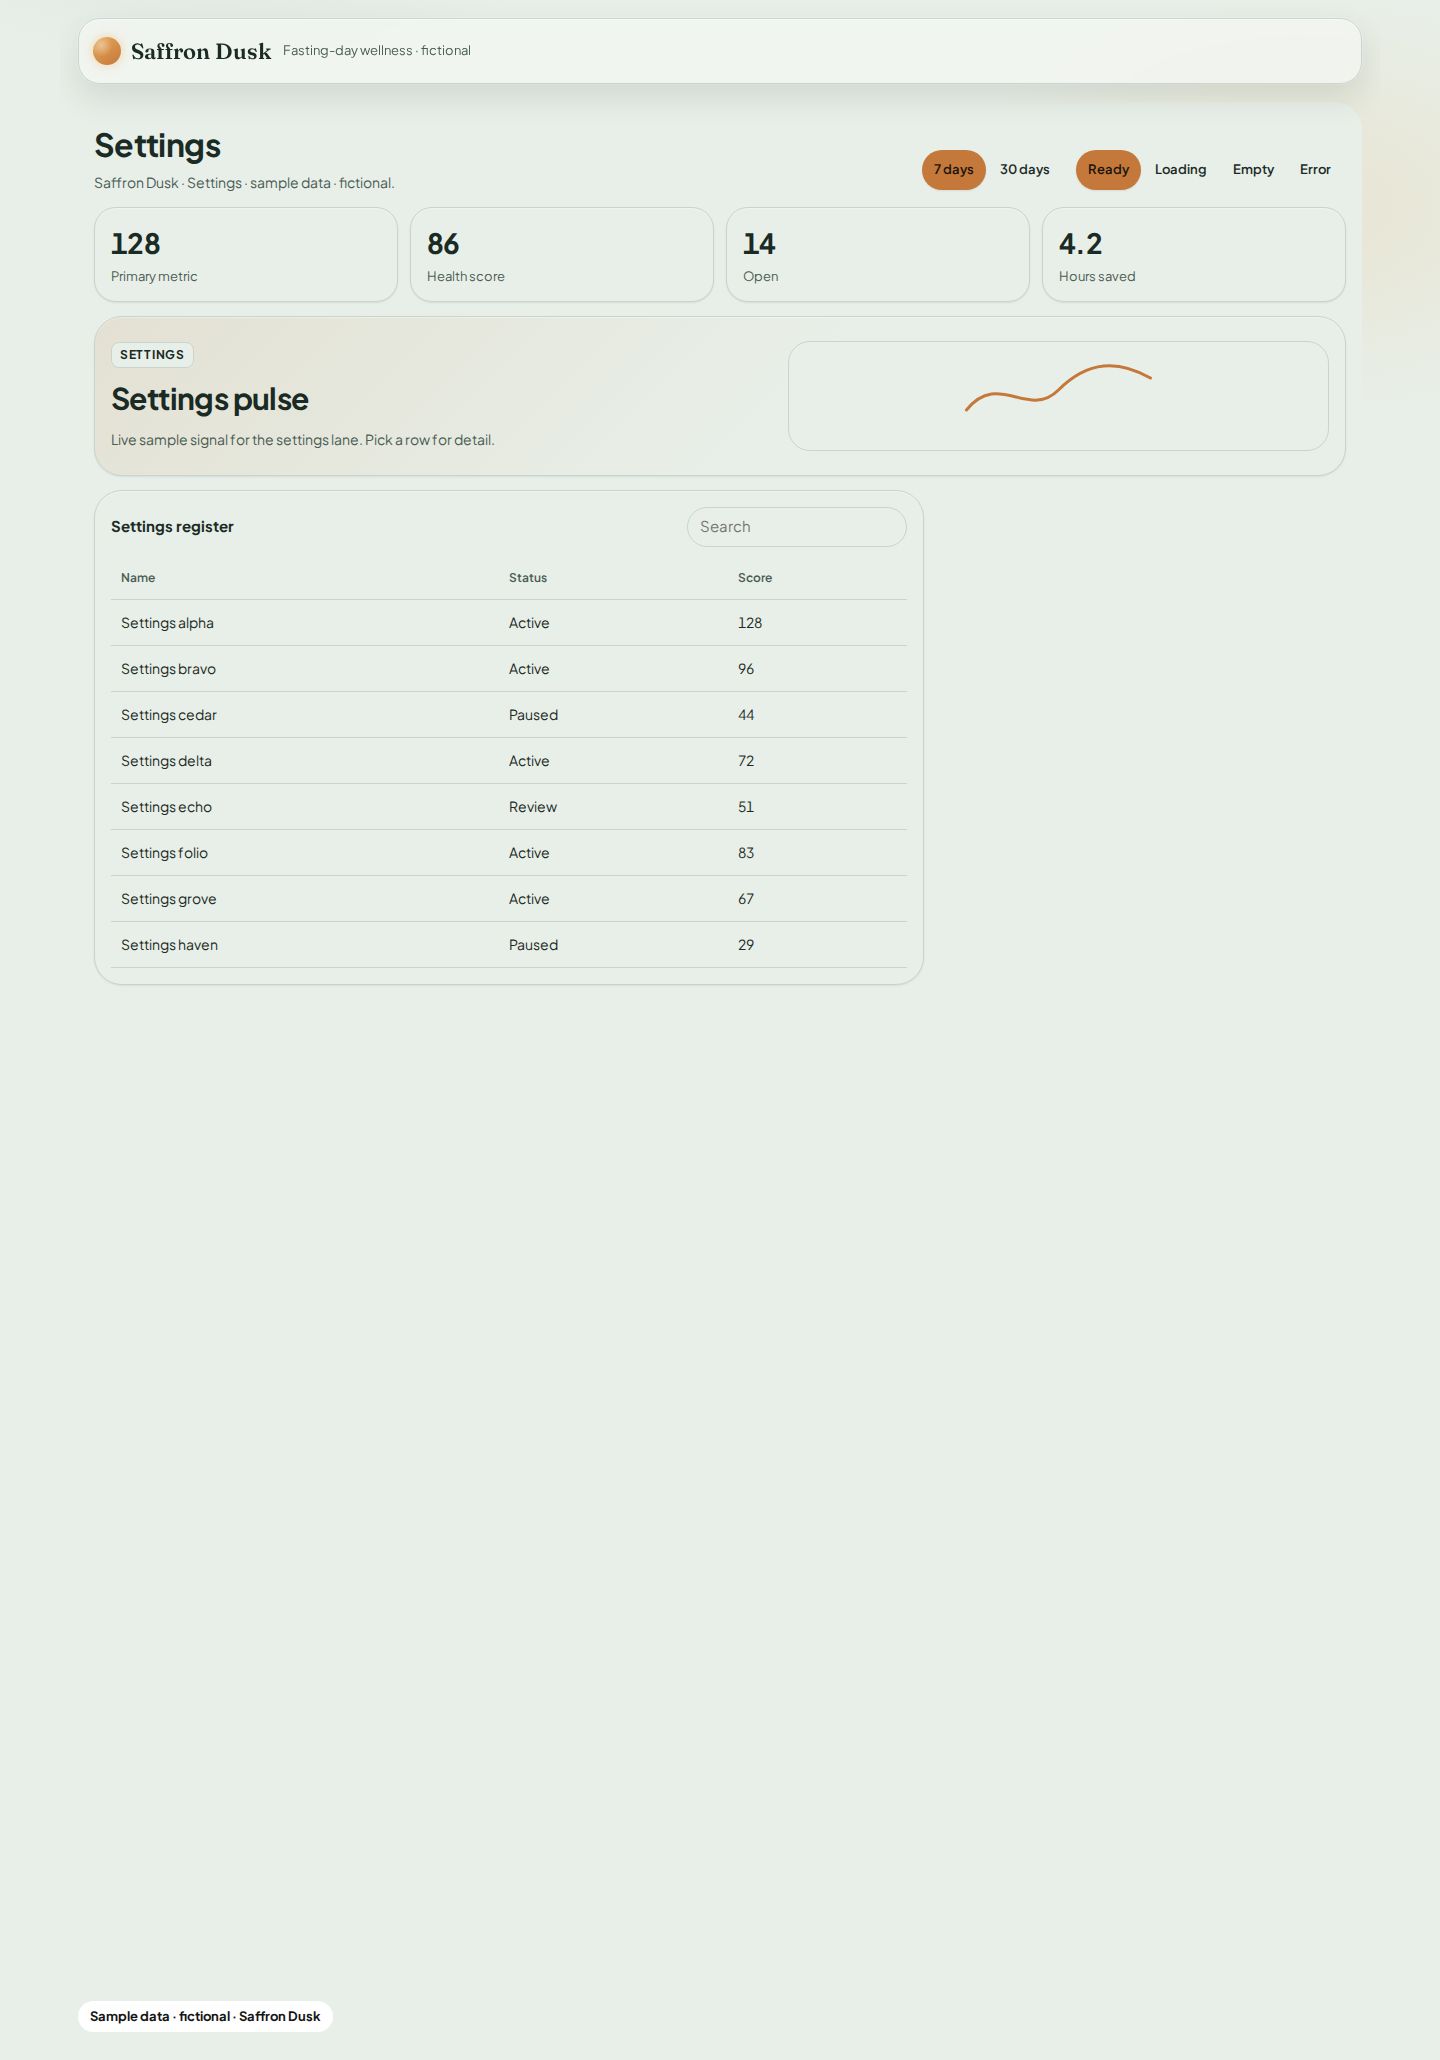 Saffron Dusk Fasting-day wellness · fictional
Settings
Saffron Dusk · Settings · sample data · fictional.
7 days 30 days Ready Loading Empty Error
128
Primary metric
86
Health score
14
Open
4.2
Hours saved
SETTINGS
Settings pulse
Live sample signal for the settings lane. Pick a row for detail.
Settings register Search
Name Status Score
Settings alpha Active 128
Settings bravo Active 96
Settings cedar Paused 44
Settings delta Active 72
Settings echo Review 51
Settings folio Active 83
Settings grove Active 67
Settings haven Paused 29
Sample data · fictional · Saffron Dusk